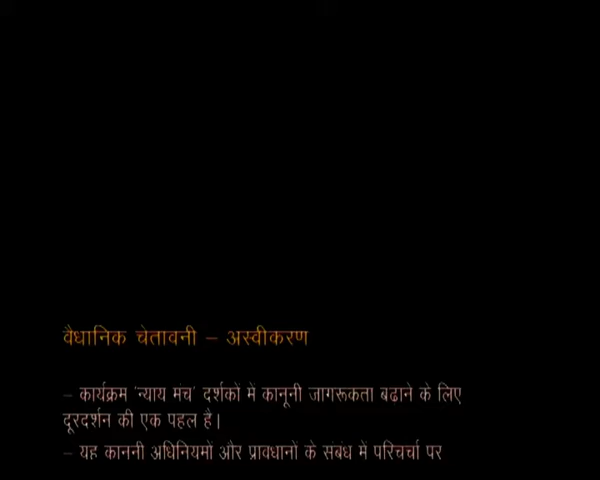 वैधानिक चेतावनी – अस्वीकरण
– कार्यक्रम 'न्याय मंच' दर्शकों में कानूनी जागरूकता बढाने के लिए
दूरदर्शन की एक पहल है।
– यह कानूनी अधिनियमों और प्रावधानों के संबंध में परिचर्चा पर